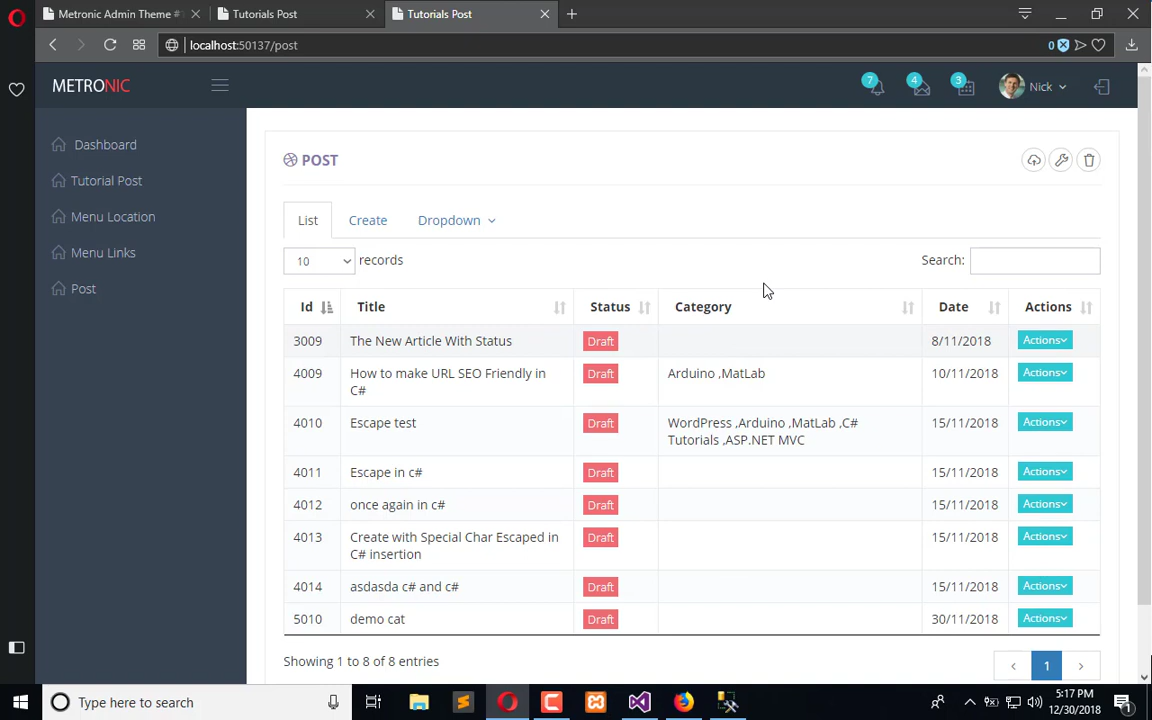 Metronic Admin Theme #
Tutorials Post
Tutorials Post
localhost:50137/post
0
METRONIC
7
4
3
Nick
Dashboard
Tutorial Post
Menu Location
Menu Links
Post
POST
List
Create
Dropdown
10
records
Search:
Id
Title
Status
Category
Date
Actions
3009
The New Article With Status
Draft
8/11/2018
Actions
4009
How to make URL SEO Friendly in
C#
Draft
Arduino ,MatLab
10/11/2018
Actions
4010
Escape test
Draft
WordPress ,Arduino ,MatLab ,C#
Tutorials ,ASP.NET MVC
15/11/2018
Actions
4011
Escape in c#
Draft
15/11/2018
Actions
4012
once again in c#
Draft
15/11/2018
Actions
4013
Create with Special Char Escaped in
C# insertion
Draft
15/11/2018
Actions
4014
asdasda c# and c#
Draft
15/11/2018
Actions
5010
demo cat
Draft
30/11/2018
Actions
Showing 1 to 8 of 8 entries
1
Type here to search
5:17 PM
12/30/2018
1